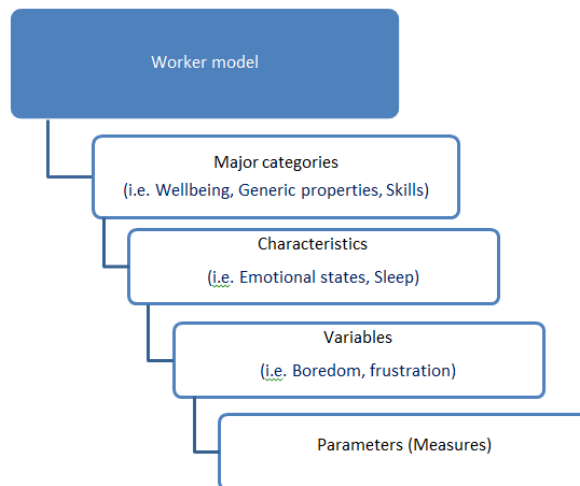 Worker model
Major categories
(i.e. Wellbeing, Generic properties, Skills)
Characteristics
(i.e. Emotional states, Sleep)
Variables
(i.e. Boredom, frustration)
Parameters (Measures)